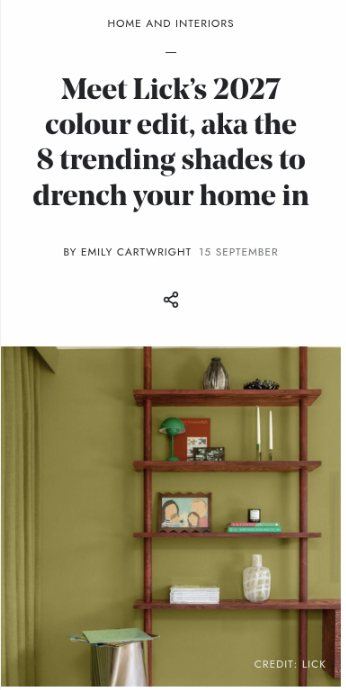 HOME AND INTERIORS
—
Meet Lick's 2027
colour edit, aka the
8 trending shades to
drench your home in
BY EMILY CARTWRIGHT 15 SEPTEMBER
CREDIT: LICK